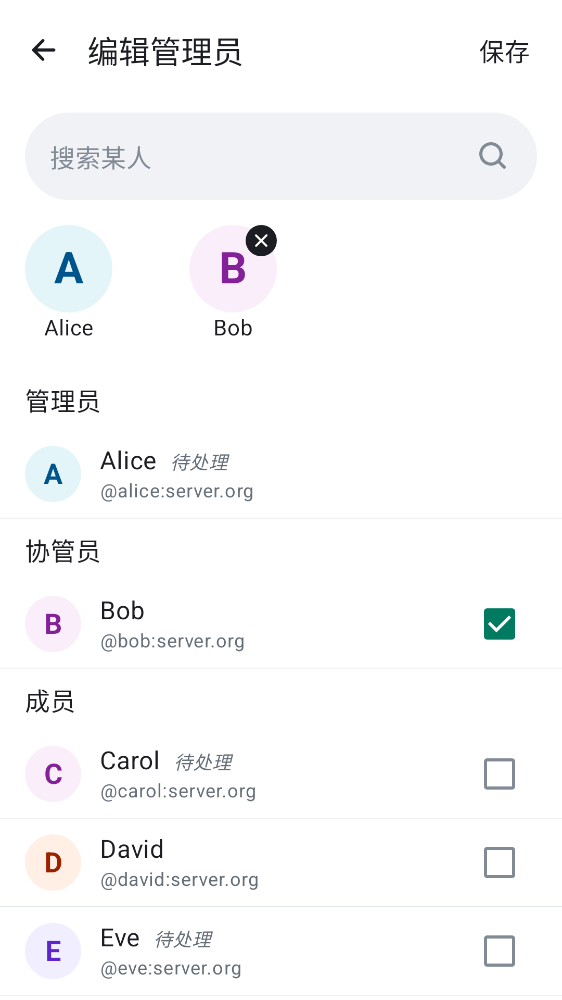 编辑管理员 保存
搜索某人
A B
Alice Bob
管理员
A Alice 待处理
@alice:server.org
协管员
B Bob
@bob:server.org
成员
C Carol 待处理
@carol:server.org
D David
@david:server.org
E Eve 待处理
@eve:server.org